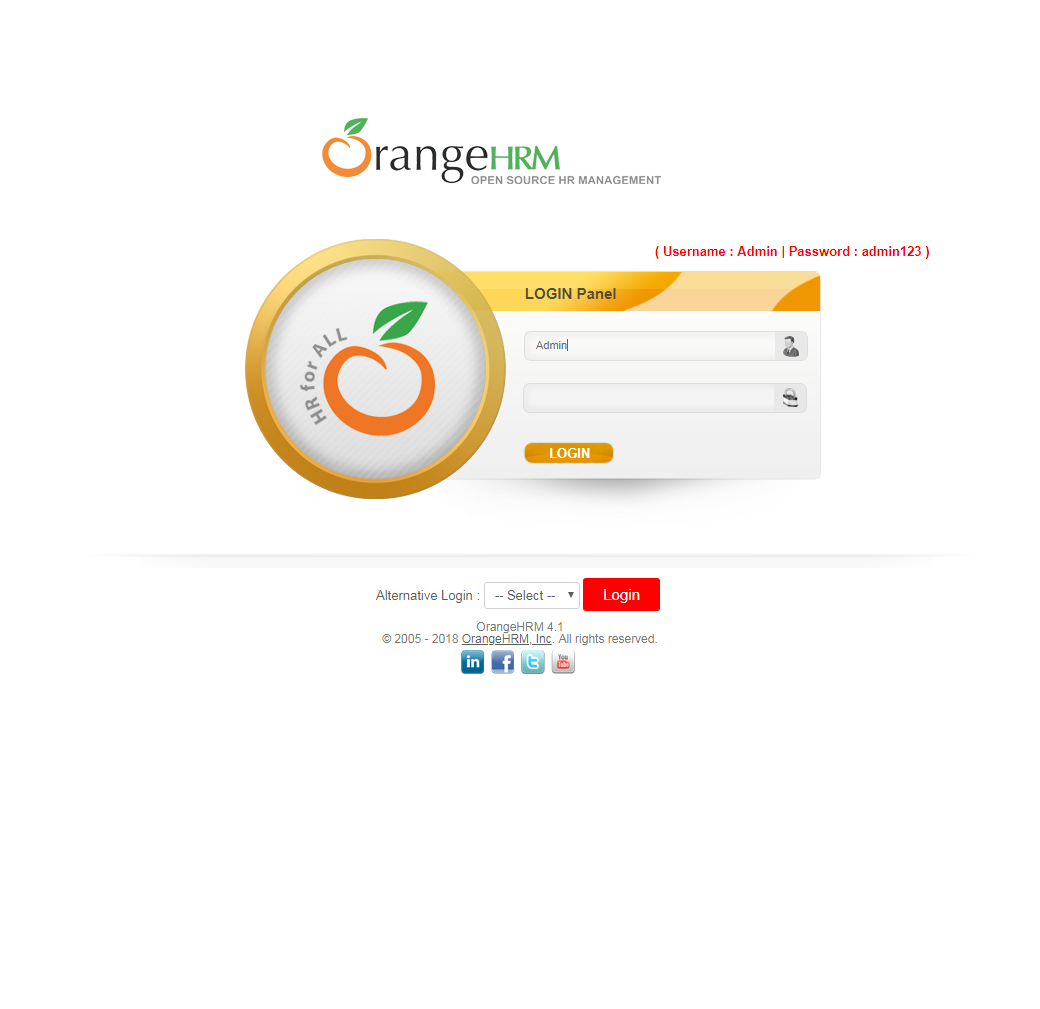 OrangeHRM
OPEN SOURCE HR MANAGEMENT
( Username : Admin | Password : admin123 )
LOGIN Panel
HR for ALL
Admin
LOGIN
Alternative Login : -- Select -- Login
OrangeHRM 4.1
© 2005 - 2018 OrangeHRM, Inc. All rights reserved.
in f t You Tube